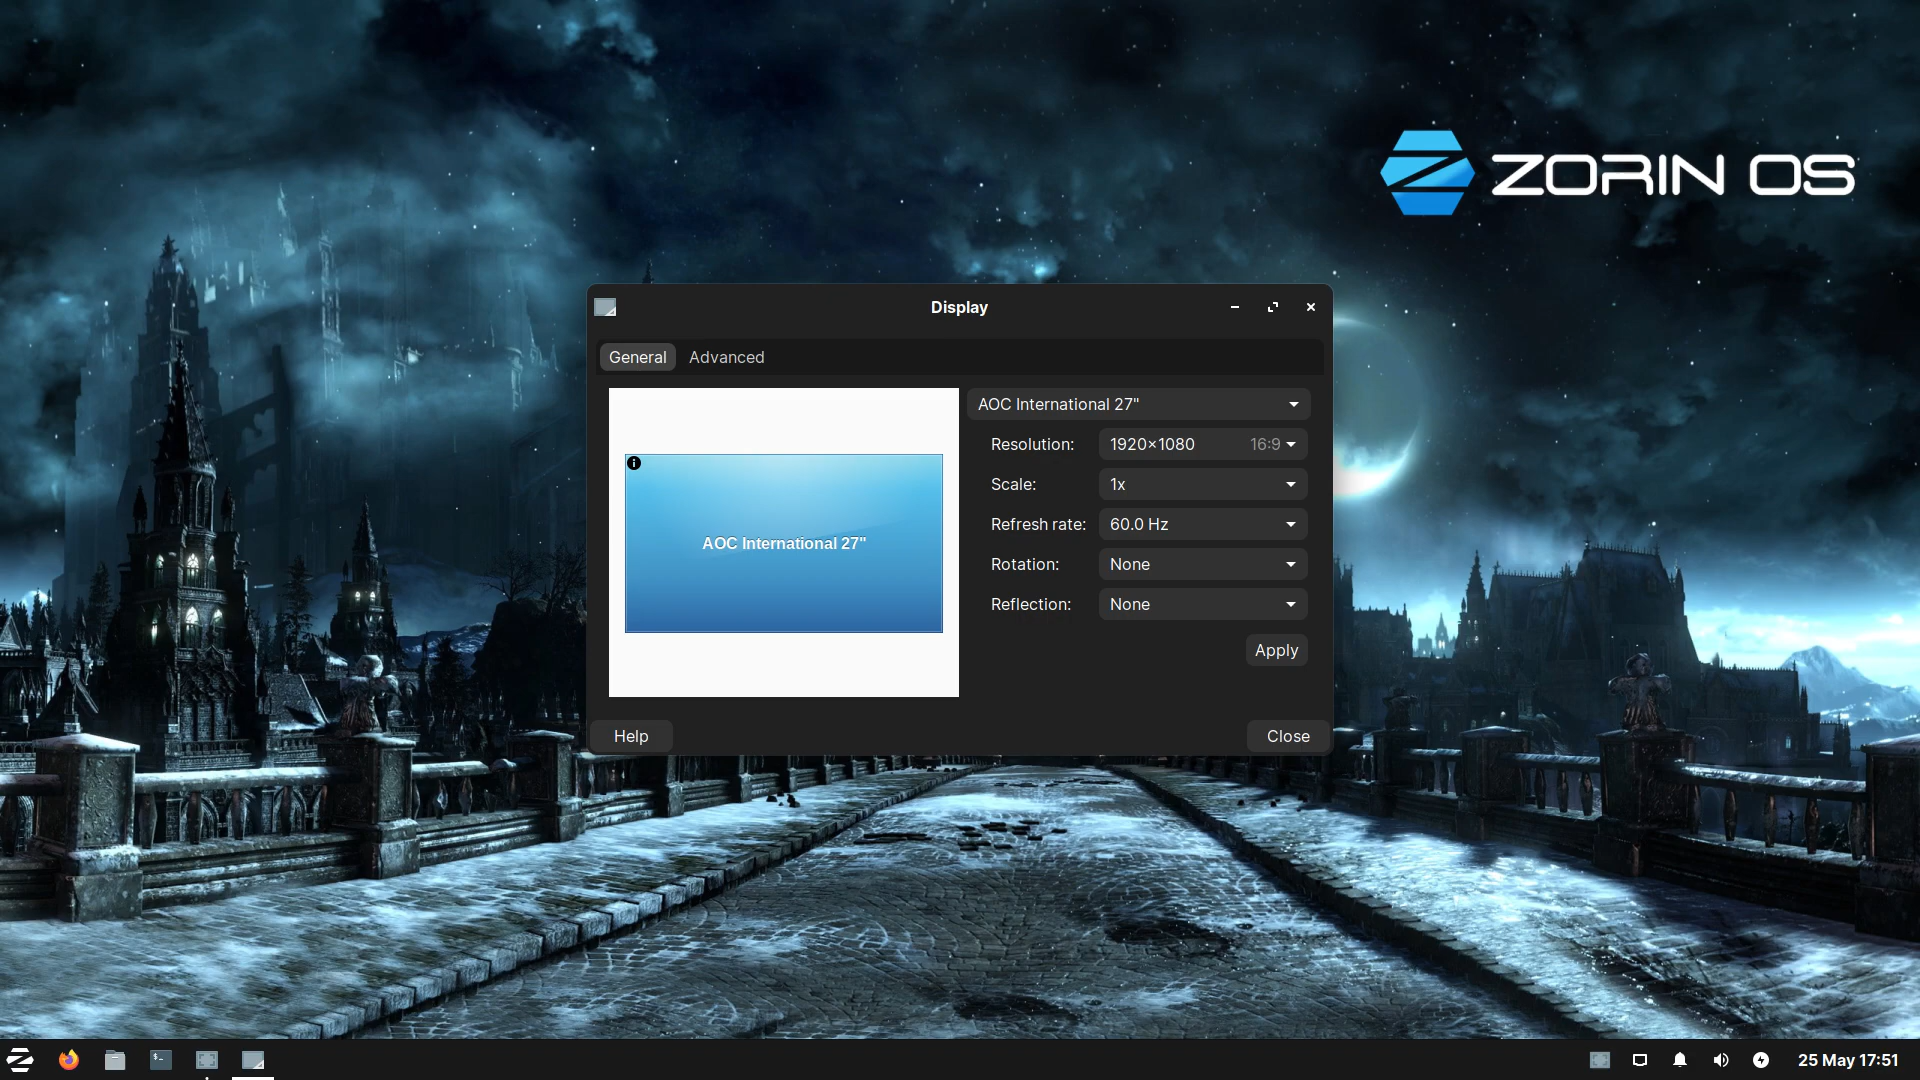 ZORIN OS
Display
General Advanced
AOC International 27"
AOC International 27"
Resolution: 1920×1080 16:9
Scale: 1x
Refresh rate: 60.0 Hz
Rotation: None
Reflection: None
Apply
Help Close
25 May 17:51